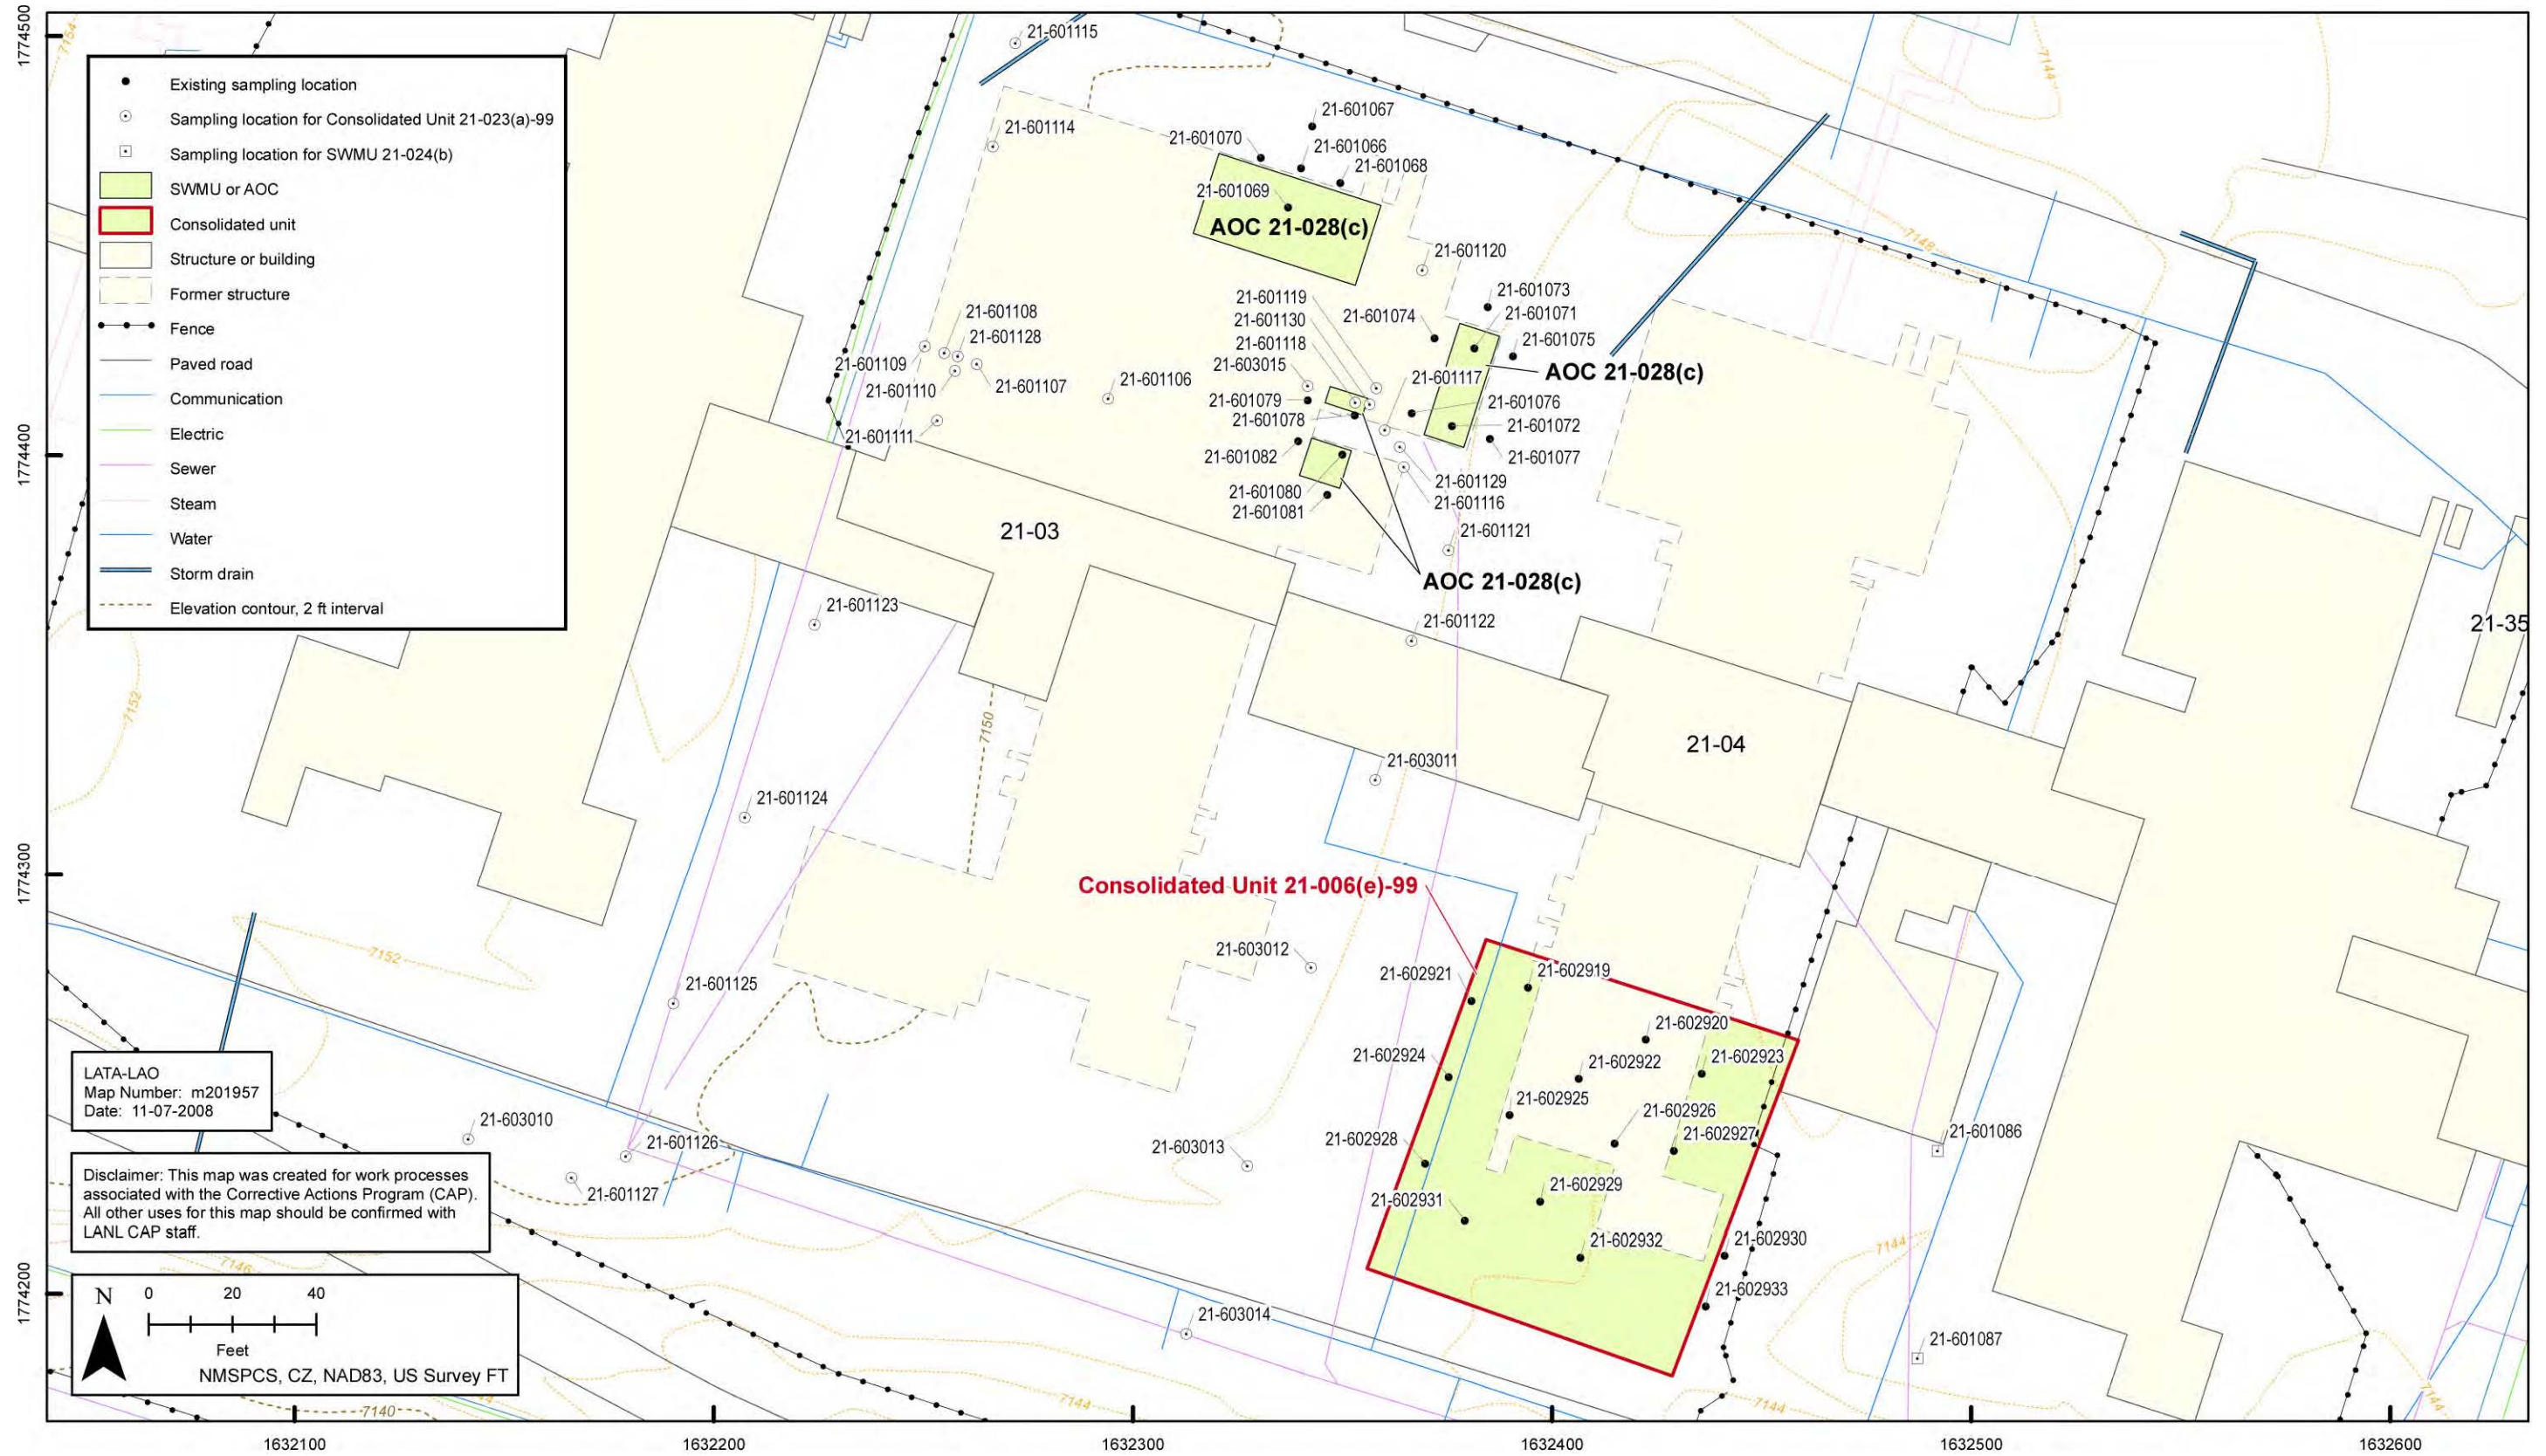 1774500
1774400
1774300
1774200
1632100
1632200
1632300
1632400
1632500
1632600
Existing sampling location
Sampling location for Consolidated Unit 21-023(a)-99
Sampling location for SWMU 21-024(b)
SWMU or AOC
Consolidated unit
Structure or building
Former structure
Fence
Paved road
Communication
Electric
Sewer
Steam
Water
Storm drain
Elevation contour, 2 ft interval
7154
21-601115
7144
21-601067
21-601114
21-601070
21-601066
21-601068
21-601069
AOC 21-028(c)
7148
21-601120
21-601119
21-601073
21-601130
21-601074
21-601071
21-601108
21-601128
21-601118
21-601075
21-601109
21-603015
AOC 21-028(c)
21-601110
21-601107
21-601106
21-601117
21-601079
21-601076
21-601078
21-601072
21-601111
21-601082
21-601077
21-601129
21-601080
21-601116
21-601081
21-03
21-601121
AOC 21-028(c)
21-601123
21-601122
21-35
7152
7150
21-04
21-603011
21-601124
Consolidated Unit 21-006(e)-99
7152
21-603012
21-602921
21-602919
21-601125
21-602920
21-602924
21-602923
21-602922
21-602925
21-602926
21-603010
21-601126
21-603013
21-602928
21-602927
21-601086
21-601127
21-602931
21-602929
21-602932
21-602930
7144
7146
21-602933
21-603014
21-601087
7144
7144
7144
7140
LATA-LAO
Map Number: m201957
Date: 11-07-2008
Disclaimer: This map was created for work processes
associated with the Corrective Actions Program (CAP).
All other uses for this map should be confirmed with
LANL CAP staff.
N
0 20 40
Feet
NMSPCS, CZ, NAD83, US Survey FT